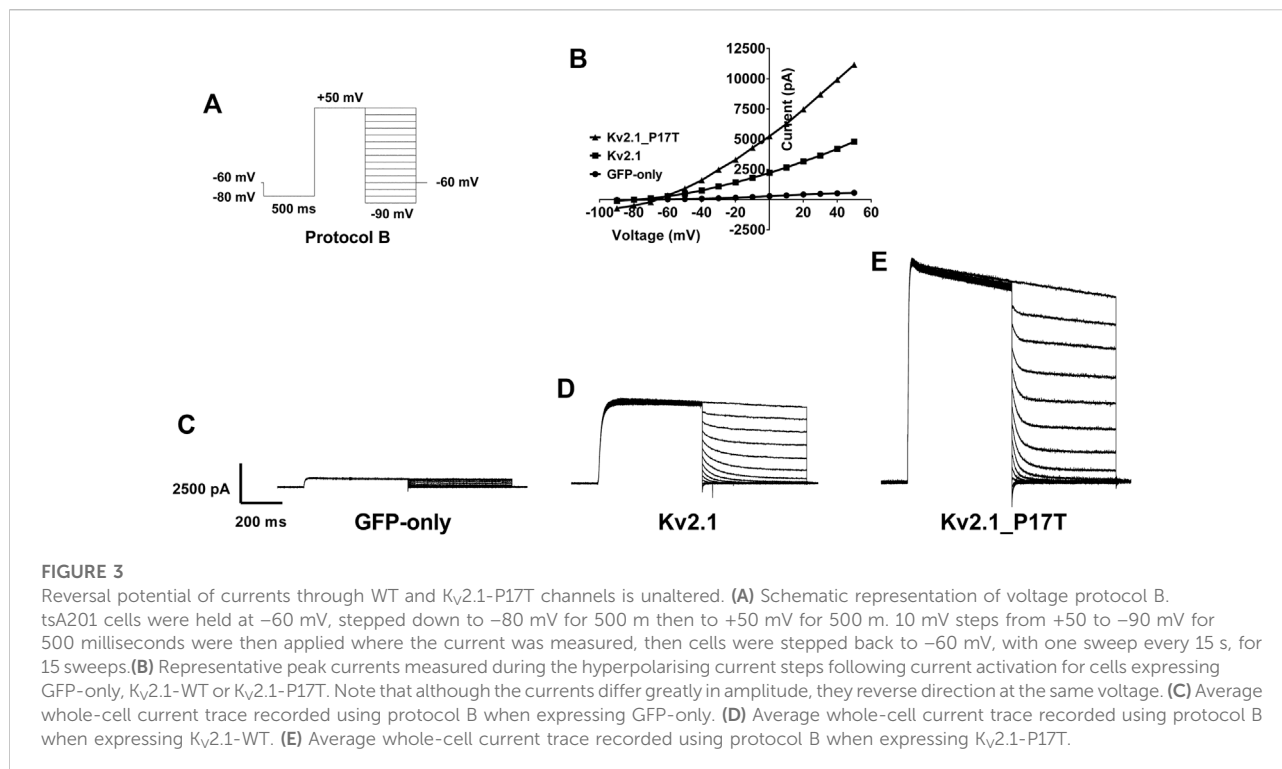 A
+50 mV
-60 mV
-80 mV
500 ms
-90 mV
-60 mV
Protocol B
B
12500
10000
7500
5000
2500
-2500
Current (pA)
Kv2.1_P17T
Kv2.1
GFP-only
-100 -80 -60 -40 -20 20 40 60
Voltage (mV)
C
2500 pA
200 ms
GFP-only
D
Kv2.1
E
Kv2.1_P17T
FIGURE 3
Reversal potential of currents through WT and KV2.1-P17T channels is unaltered. (A) Schematic representation of voltage protocol B.
tsA201 cells were held at –60 mV, stepped down to –80 mV for 500 m then to +50 mV for 500 m. 10 mV steps from +50 to –90 mV for
500 milliseconds were then applied where the current was measured, then cells were stepped back to –60 mV, with one sweep every 15 s, for
15 sweeps.(B) Representative peak currents measured during the hyperpolarising current steps following current activation for cells expressing
GFP-only, KV2.1-WT or KV2.1-P17T. Note that although the currents differ greatly in amplitude, they reverse direction at the same voltage. (C) Average
whole-cell current trace recorded using protocol B when expressing GFP-only. (D) Average whole-cell current trace recorded using protocol B
when expressing KV2.1-WT. (E) Average whole-cell current trace recorded using protocol B when expressing KV2.1-P17T.